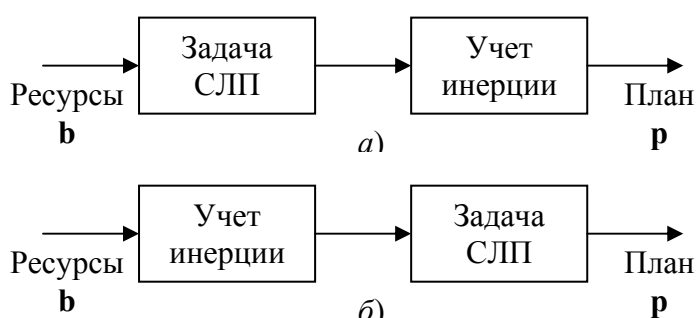 Задача
СЛП
Учет
инерции
Ресурсы
b
План
p
а)
Учет
инерции
Задача
СЛП
Ресурсы
b
План
p
б)